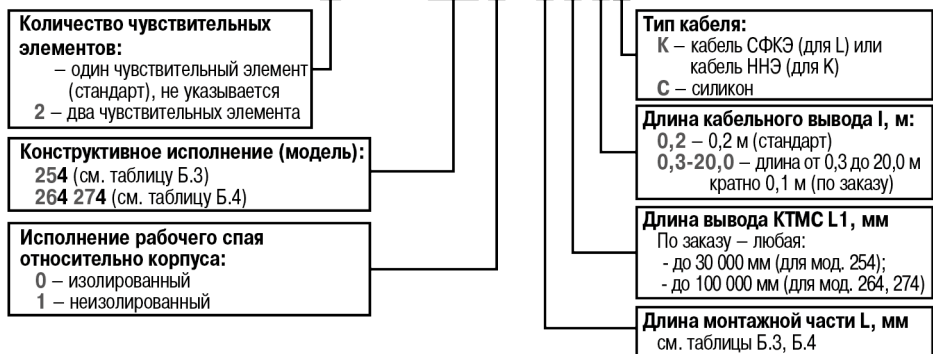 Количество чувствительных
элементов:
– один чувствительный элемент
(стандарт), не указывается
2 – два чувствительных элемента
Конструктивное исполнение (модель):
254 (см. таблицу Б.3)
264 274 (см. таблицу Б.4)
Исполнение рабочего спая
относительно корпуса:
0 – изолированный
1 – неизолированный
Тип кабеля:
К – кабель СФКЭ (для L) или
кабель ННЭ (для К)
С – силикон
Длина кабельного вывода l, м:
0,2 – 0,2 м (стандарт)
0,3-20,0 – длина от 0,3 до 20,0 м
кратно 0,1 м (по заказу)
Длина вывода КТМС L1, мм
По заказу – любая:
- до 30 000 мм (для мод. 254);
- до 100 000 мм (для мод. 264, 274)
Длина монтажной части L, мм
см. таблицы Б.3, Б.4